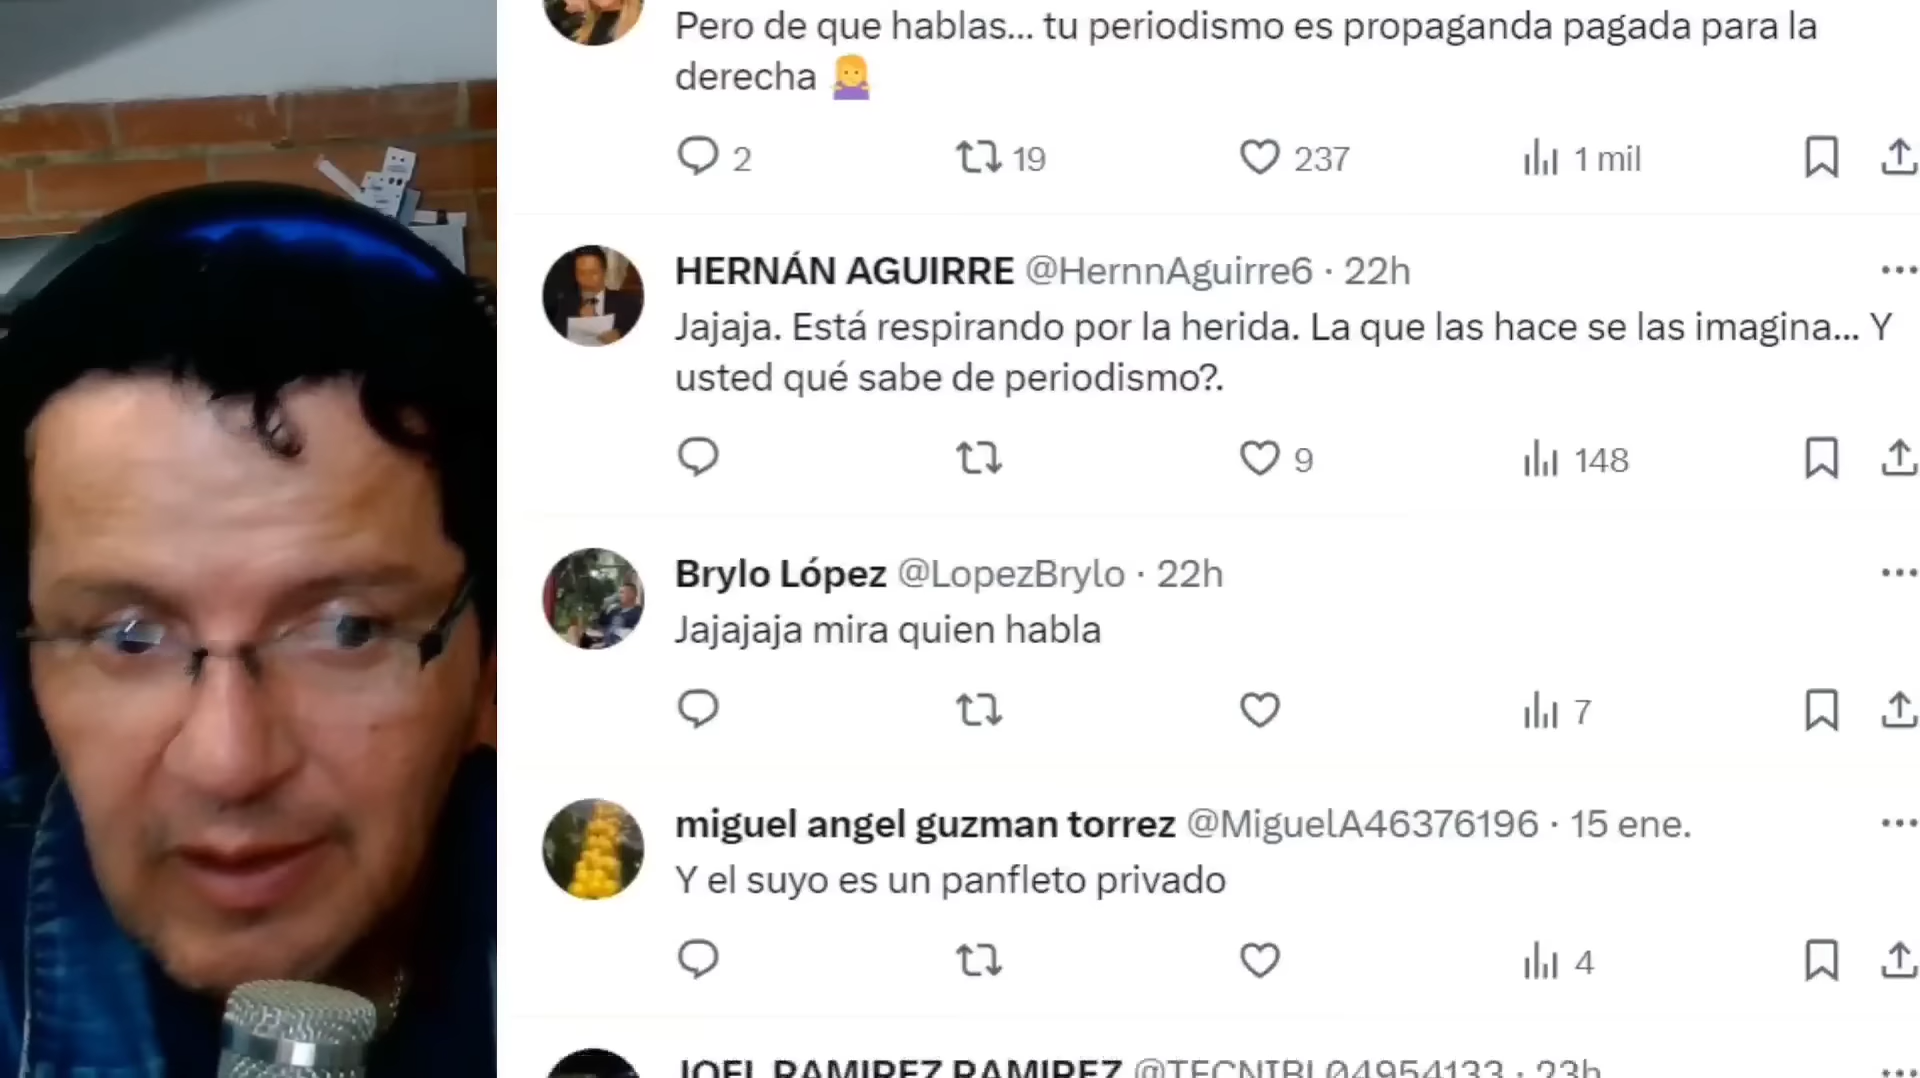 Pero de que hablas... tu periodismo es propaganda pagada para la
derecha 🤷‍♀️
2 19 237 1 mil
HERNÁN AGUIRRE @HernnAguirre6 · 22h
Jajaja. Está respirando por la herida. La que las hace se las imagina... Y
usted qué sabe de periodismo?.
9 148
Brylo López @LopezBrylo · 22h
Jajajaja mira quien habla
7
miguel angel guzman torrez @MiguelA46376196 · 15 ene.
Y el suyo es un panfleto privado
4
JOEL RAMIREZ RAMIREZ @TECNIBL04954133 · 23h